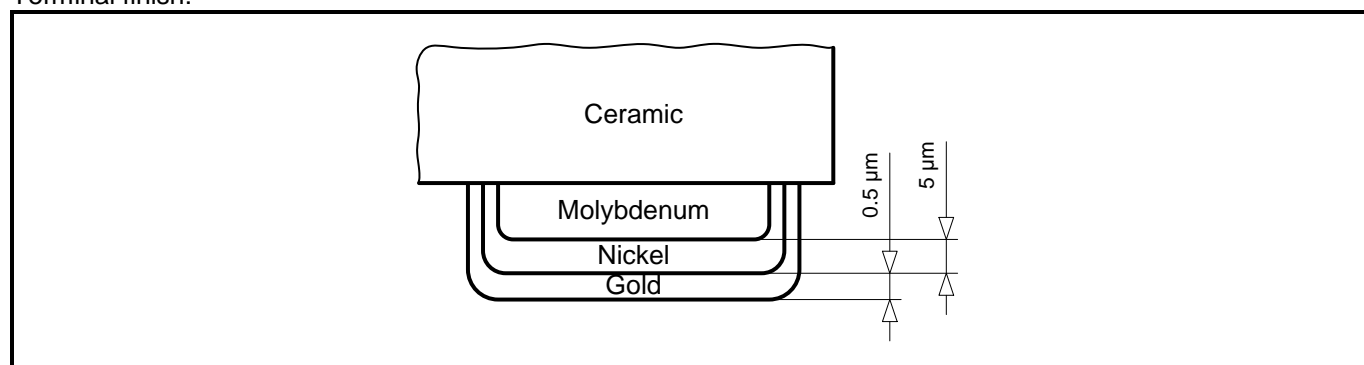 Terminal finish:
Ceramic
0.5 µm
5 µm
Molybdenum
Nickel
Gold